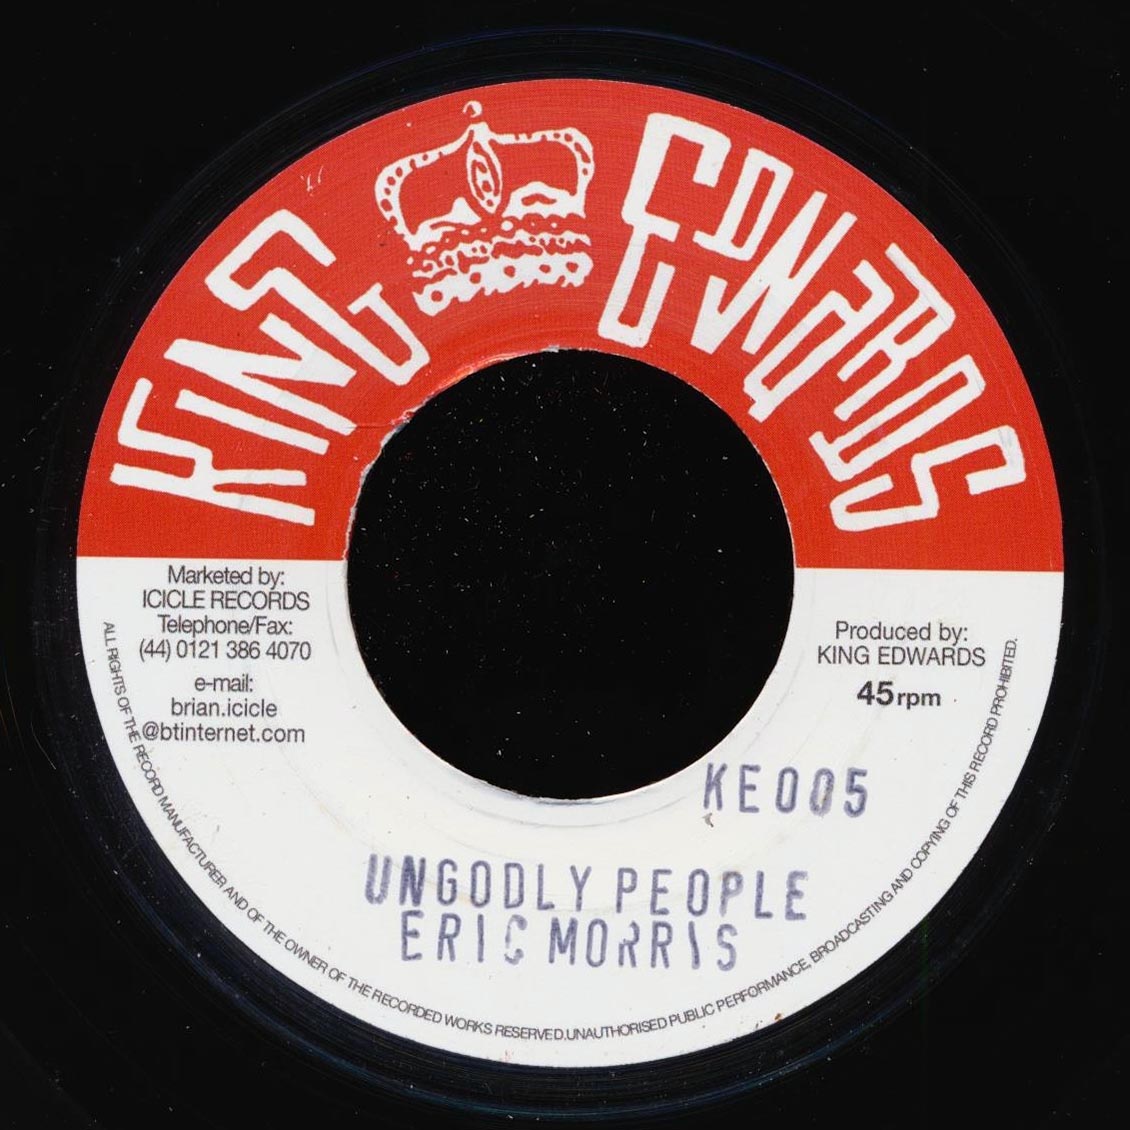 KING EDWARDS
Marketed by:
ICICLE RECORDS
Telephone/Fax:
(44) 0121 386 4070
e-mail:
brian.icicle
@btinternet.com
Produced by:
KING EDWARDS
45rpm
KE005
UNGODLY PEOPLE
ERIC MORRIS
ALL RIGHTS OF THE RECORD MANUFACTURER AND OF THE OWNER OF THE RECORDED WORKS RESERVED.UNAUTHORISED PUBLIC PERFORMANCE, BROADCASTING AND COPYING OF THIS RECORD PROHIBITED.